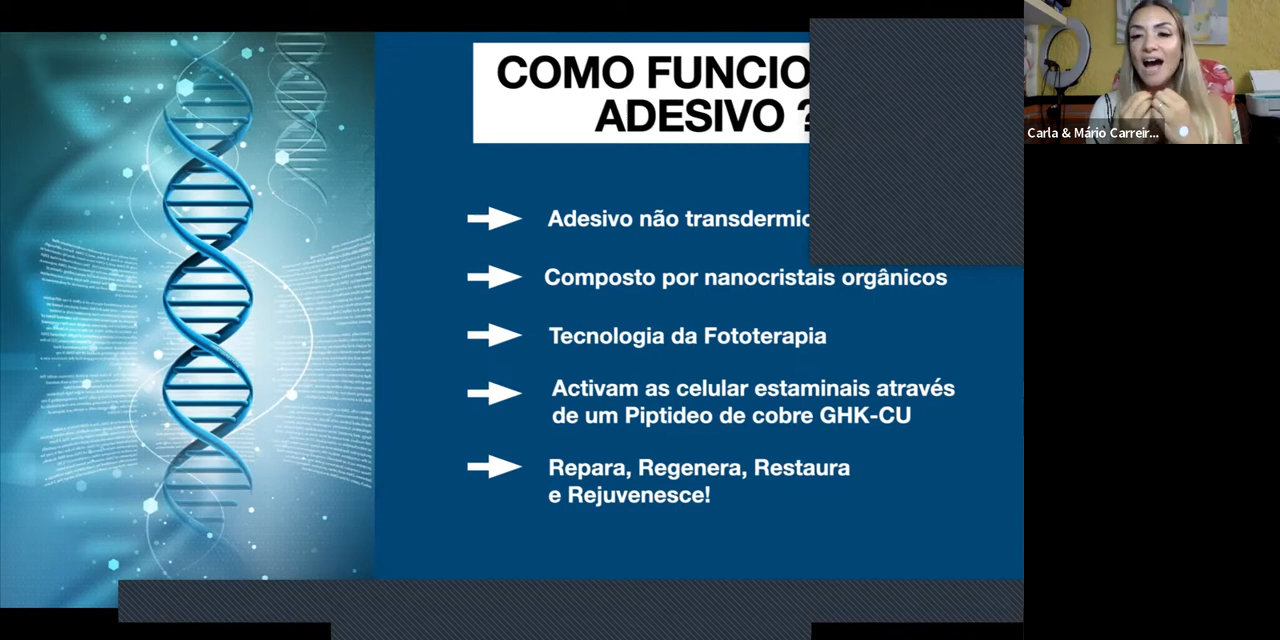 COMO FUNCIO
ADESIVO ?
Adesivo não transdermic
Composto por nanocristais orgânicos
Tecnologia da Fototerapia
Activam as celular estaminais através
de um Piptideo de cobre GHK-CU
Repara, Regenera, Restaura
e Rejuvenesce!
Carla & Mário Carreir...